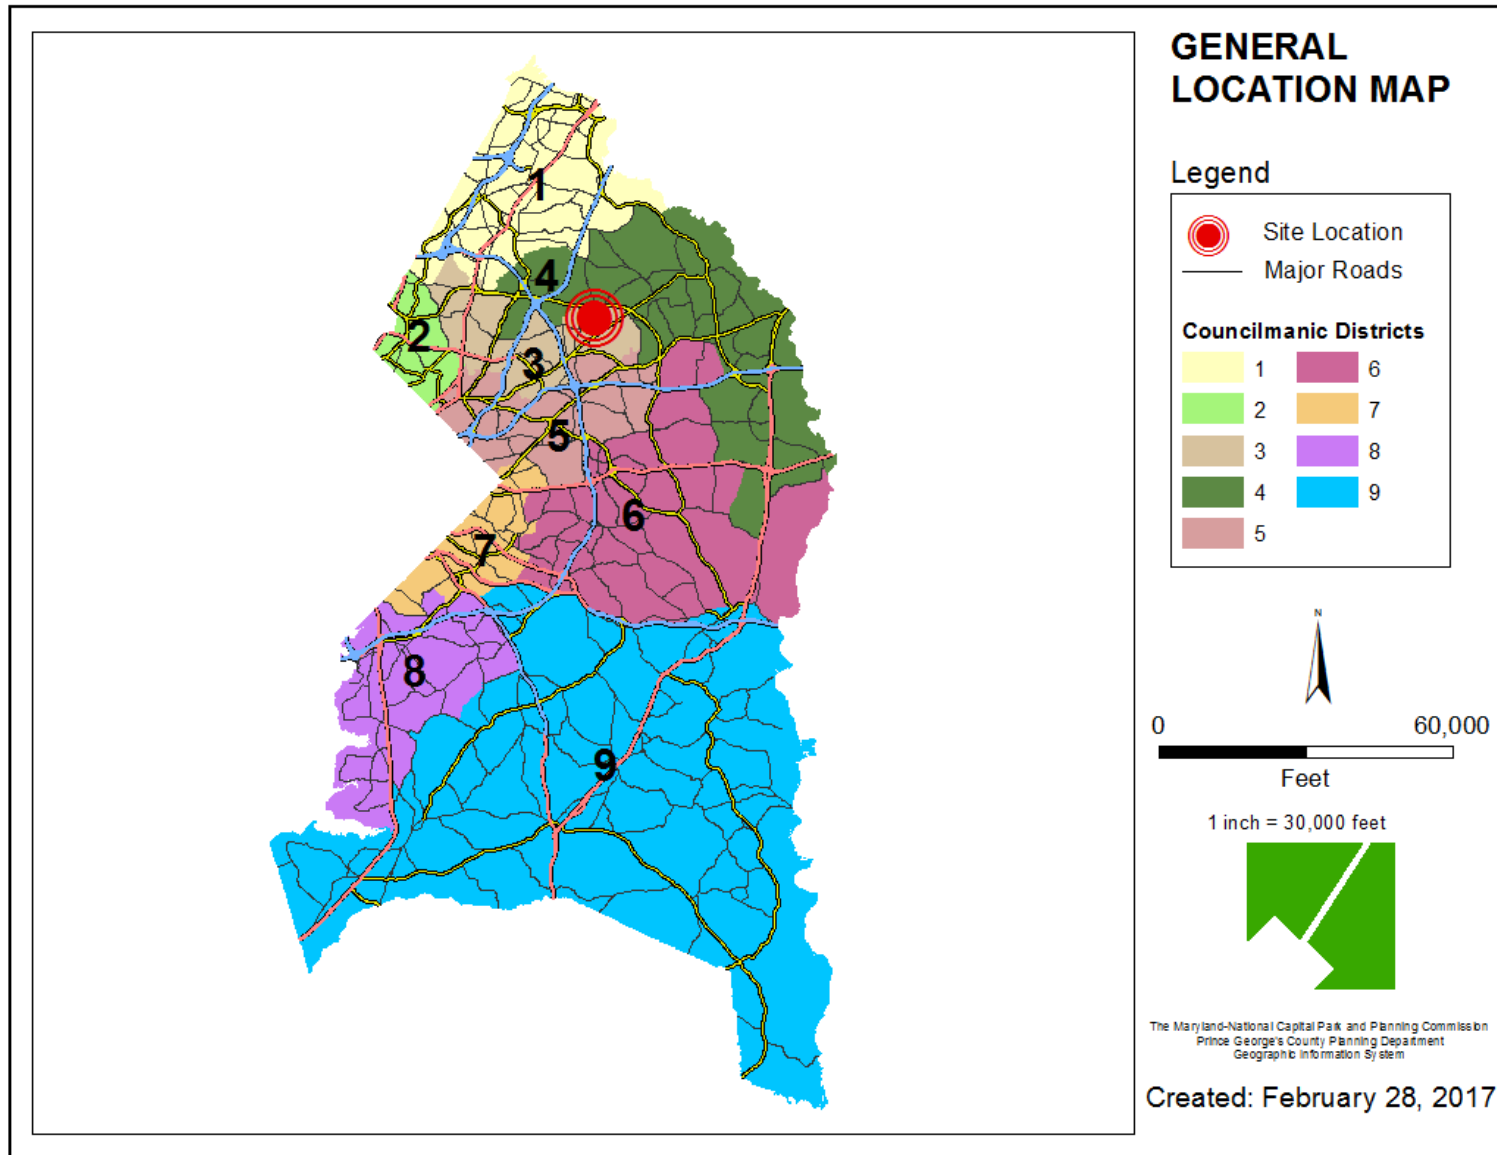 GENERAL
LOCATION MAP
Legend
Site Location
Major Roads
Councilmanic Districts
1 6
2 7
3 8
4 9
5
N
0 60,000
Feet
1 inch = 30,000 feet
The Maryland-National Capital Park and Planning Commission
Prince George's County Planning Department
Geographic Information System
Created: February 28, 2017
1
4
2
3
5
6
7
8
9